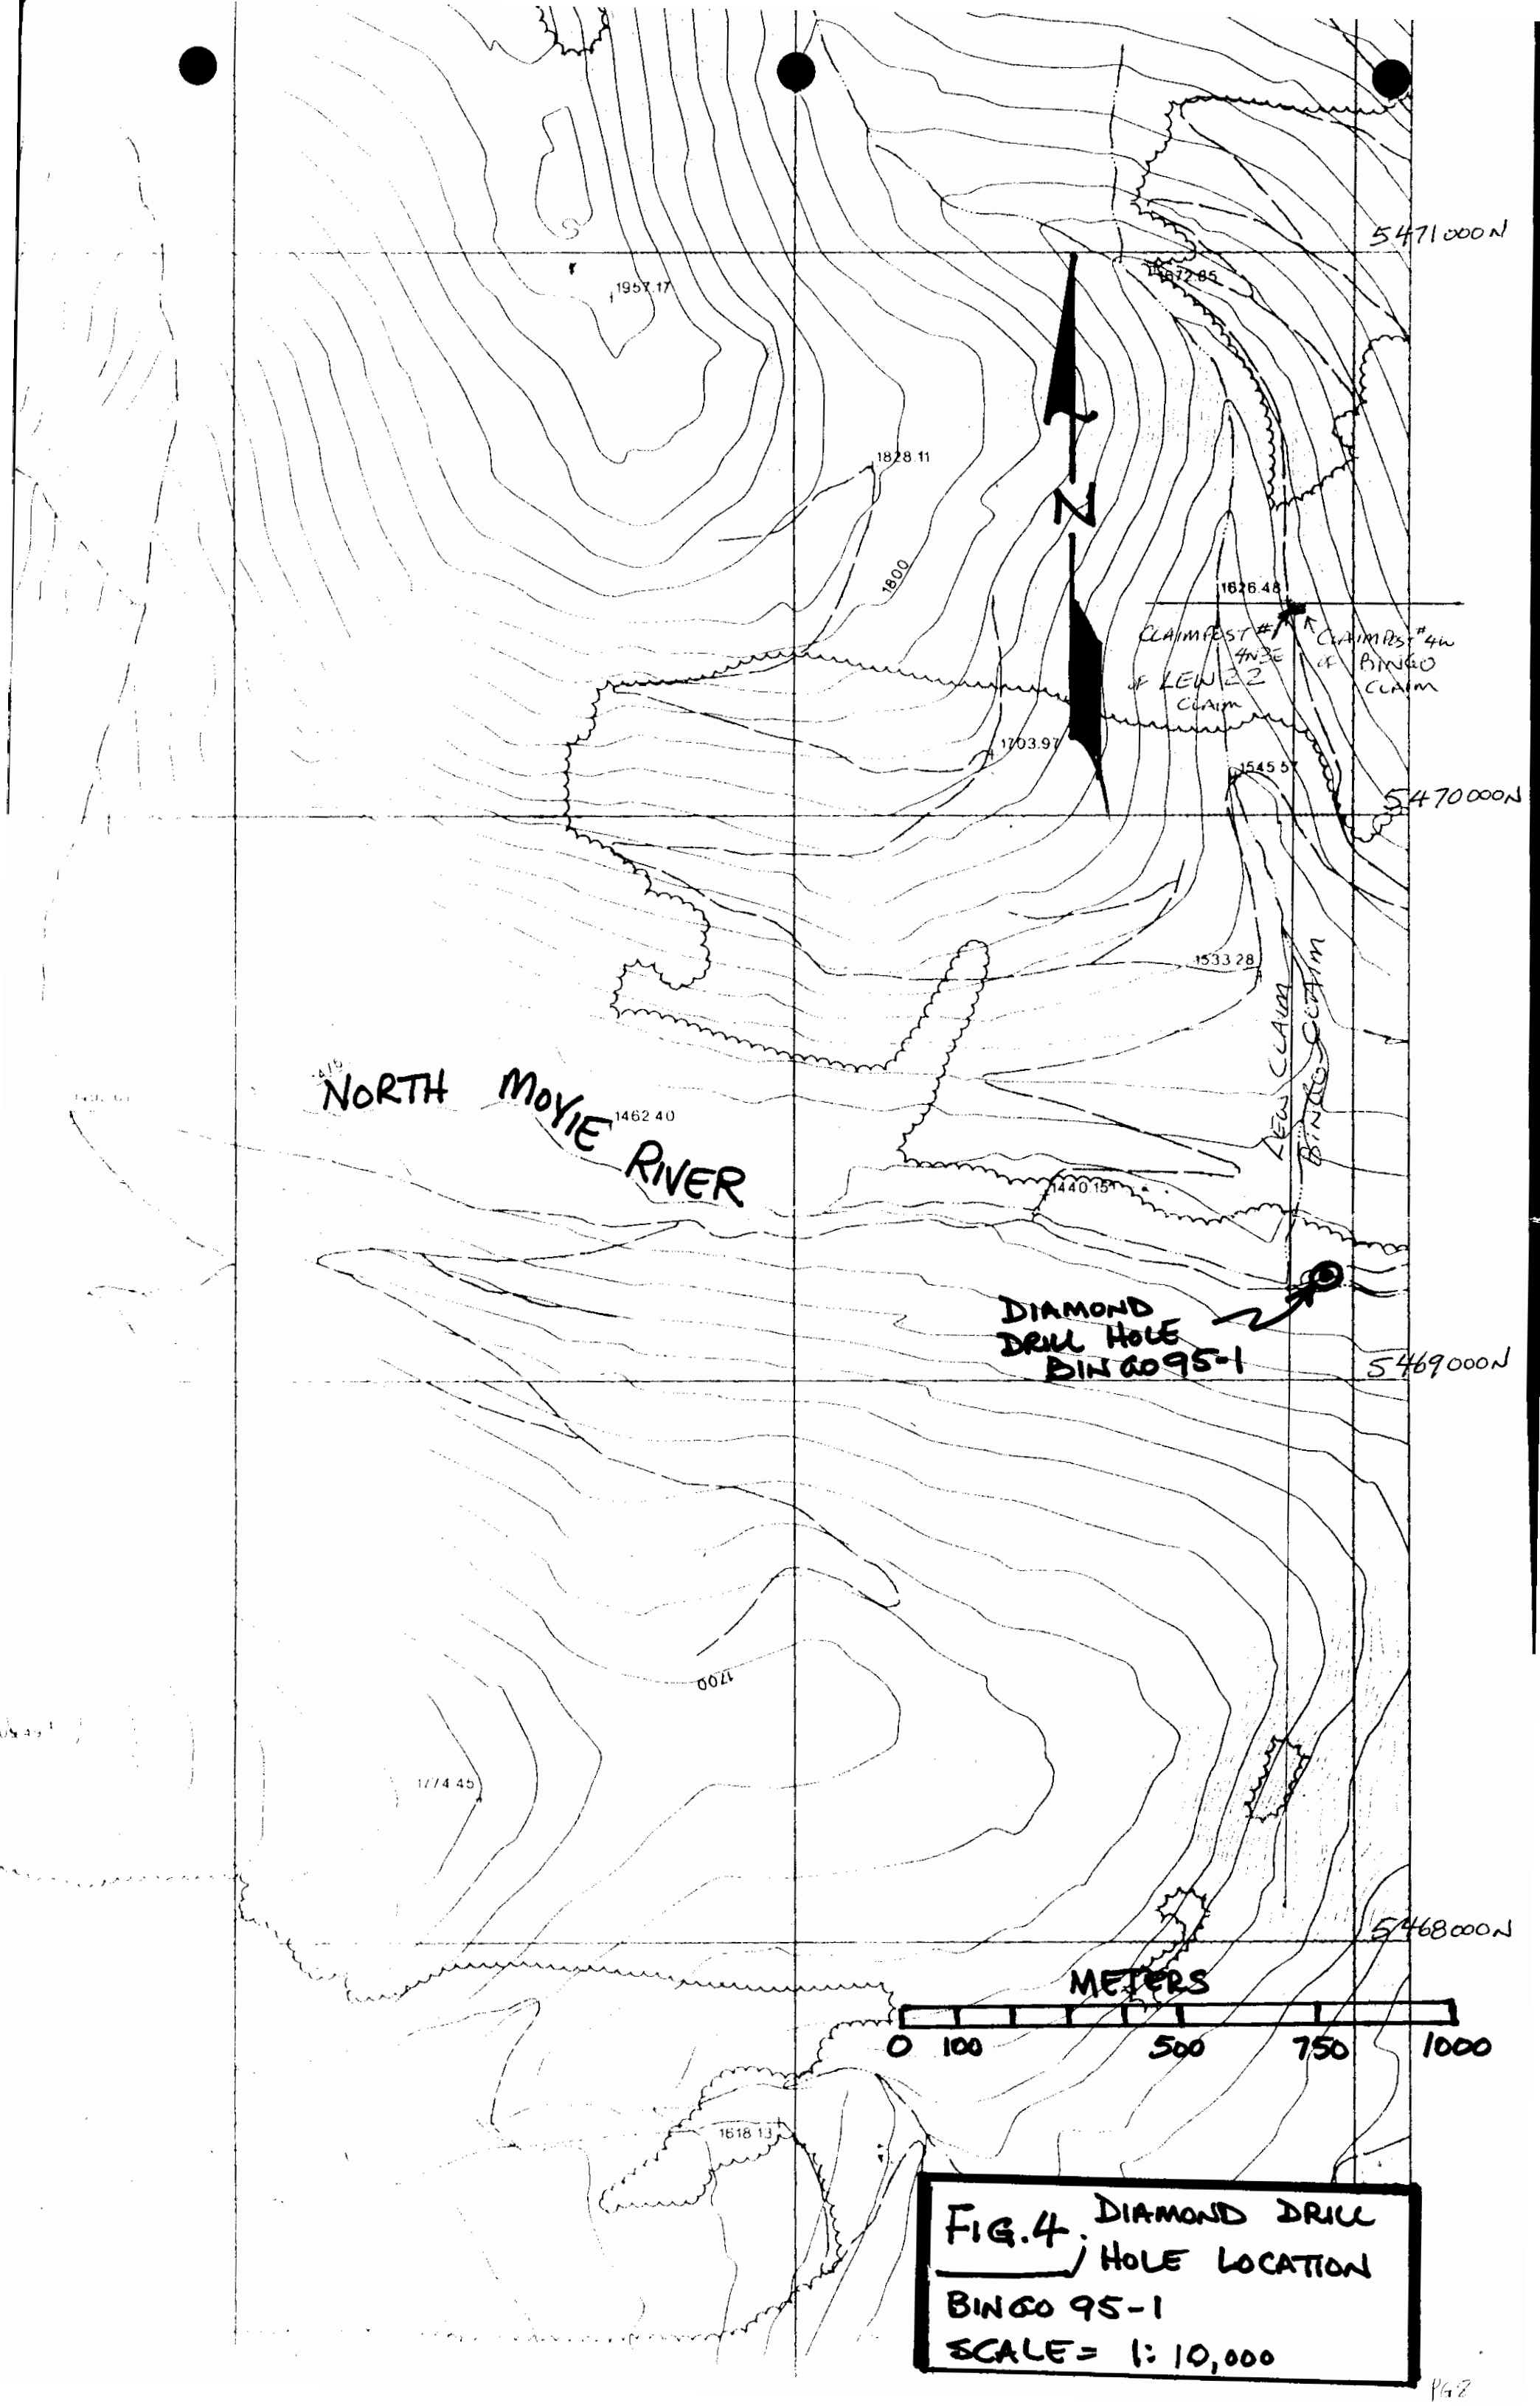 5471000N
1957.17
1672.85
1828.11
N
1800
1626.48
CLAIMPOST #
4N3E
OF LEW 22
CLAIM
CLAIMPOST #4W
OF BINGO
CLAIM
1703.97
1545.57
5470000N
1533.28
LEW CLAIM
BINGO CLAIM
NORTH MOYIE RIVER
1462.40
1440.15
DIAMOND
DRILL HOLE
BINGO 95-1
5469000N
1700
1774.45
5468000N
METERS
0 100 500 750 1000
1618.13
FIG. 4; DIAMOND DRILL
HOLE LOCATION
BINGO 95-1
SCALE = 1: 10,000